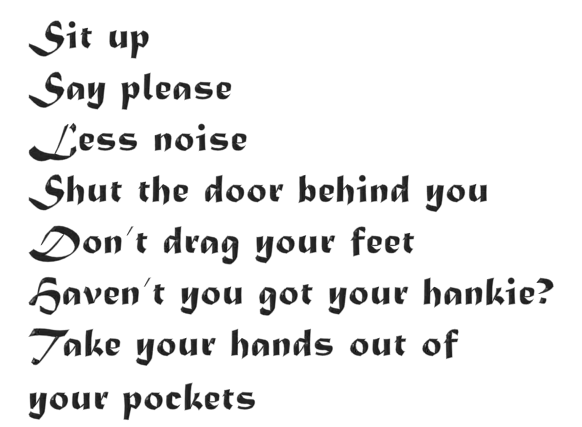 Sit up
Say please
Less noise
Shut the door behind you
Don't drag your feet
Haven't you got your hankie?
Take your hands out of
your pockets